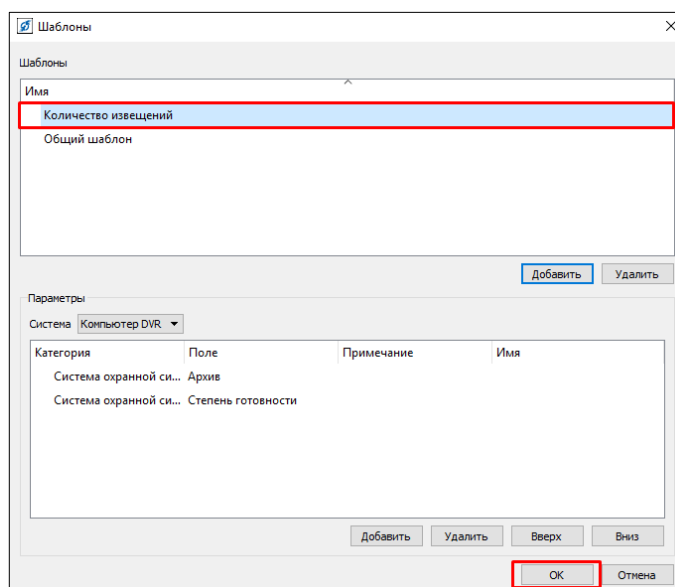 Шаблоны
Шаблоны
Имя
Количество извещений
Общий шаблон
Добавить Удалить
Параметры
Система Компьютер DVR
Категория Поле Примечание Имя
Система охранной си... Архив
Система охранной си... Степень готовности
Добавить Удалить Вверх Вниз
ОК Отмена